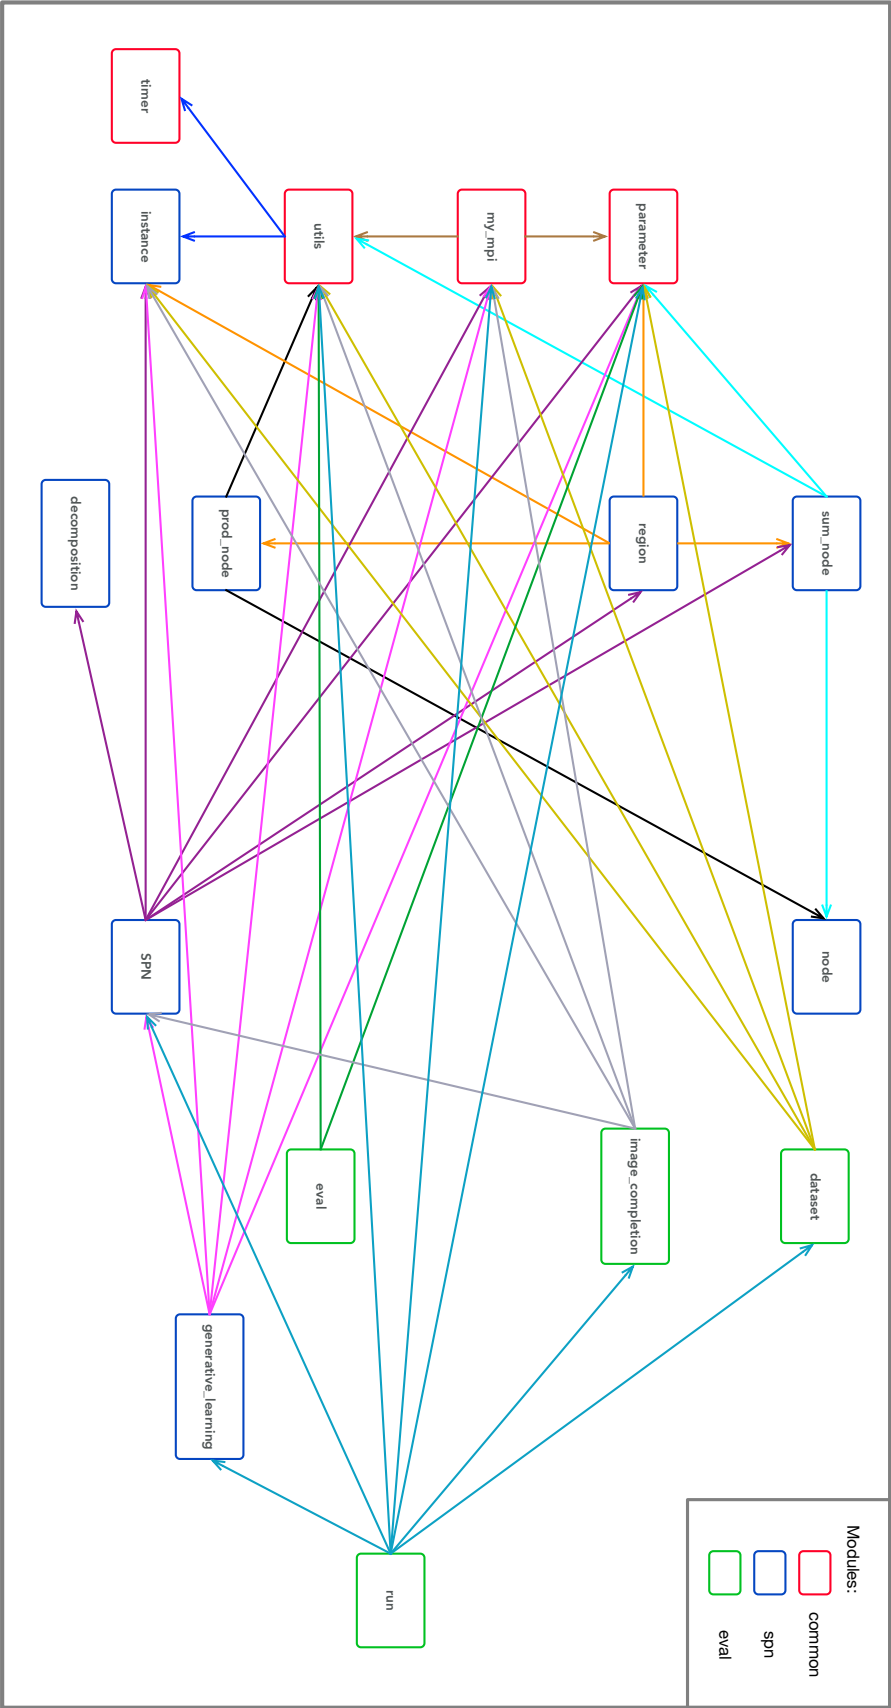 Modules:
common
spn
eval
sum_node
node
dataset
parameter
region
image_completion
my_mpi
run
utils
eval
prod_node
generative_learning
timer
instance
SPN
decomposition